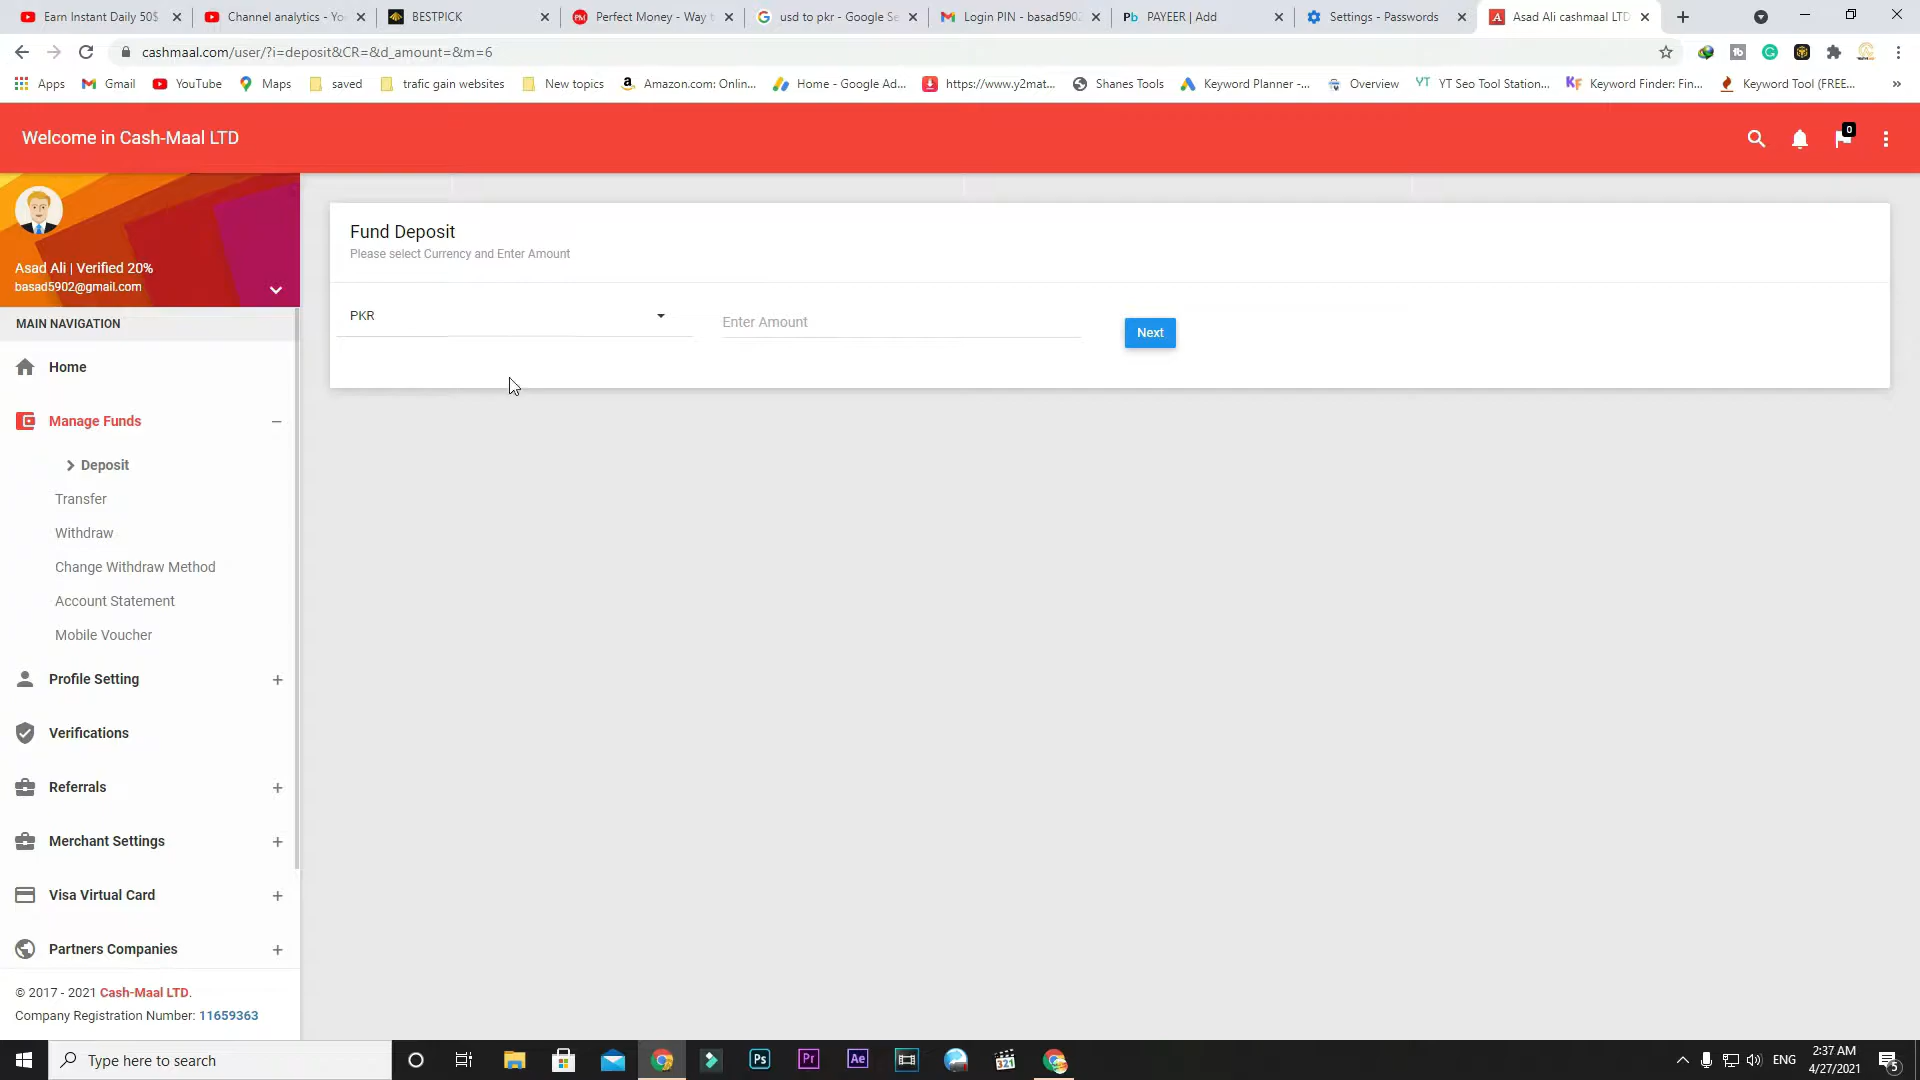 Earn Instant Daily 50$
Channel analytics - Yo
BESTPICK
Perfect Money - Way t
usd to pkr - Google Se
Login PIN - basad5902
PAYEER | Add
Settings - Passwords
Asad Ali cashmaal LTD
cashmaal.com/user/?i=deposit&CR=&d_amount=&m=6
Apps
Gmail
YouTube
Maps
saved
trafic gain websites
New topics
Amazon.com: Onlin...
Home - Google Ad...
https://www.y2mat...
Shanes Tools
Keyword Planner -...
Overview
YT Seo Tool Station...
Keyword Finder: Fin...
Keyword Tool (FREE...
»
Welcome in Cash-Maal LTD
0
Asad Ali | Verified 20%
basad5902@gmail.com
MAIN NAVIGATION
Home
Manage Funds
Deposit
Transfer
Withdraw
Change Withdraw Method
Account Statement
Mobile Voucher
Profile Setting
Verifications
Referrals
Merchant Settings
Visa Virtual Card
Partners Companies
© 2017 - 2021 Cash-Maal LTD.
Company Registration Number: 11659363
Fund Deposit
Please select Currency and Enter Amount
PKR
Enter Amount
Next
Type here to search
Ps
Pr
Ae
321
ENG
2:37 AM
4/27/2021
5